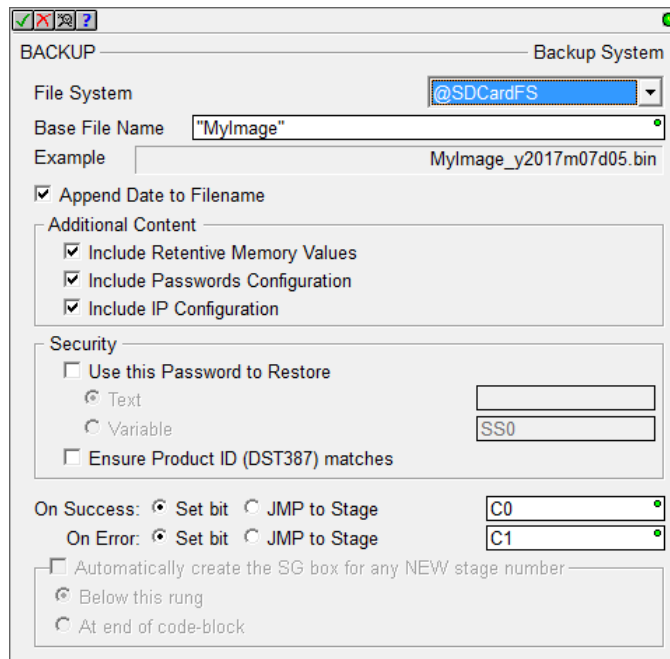 ?
BACKUP Backup System
File System @SDCardFS
Base File Name "MyImage"
Example MyImage_y2017m07d05.bin
Append Date to Filename
Additional Content
Include Retentive Memory Values
Include Passwords Configuration
Include IP Configuration
Security
Use this Password to Restore
Text
Variable SS0
Ensure Product ID (DST387) matches
On Success: Set bit JMP to Stage C0
On Error: Set bit JMP to Stage C1
Automatically create the SG box for any NEW stage number
Below this rung
At end of code-block